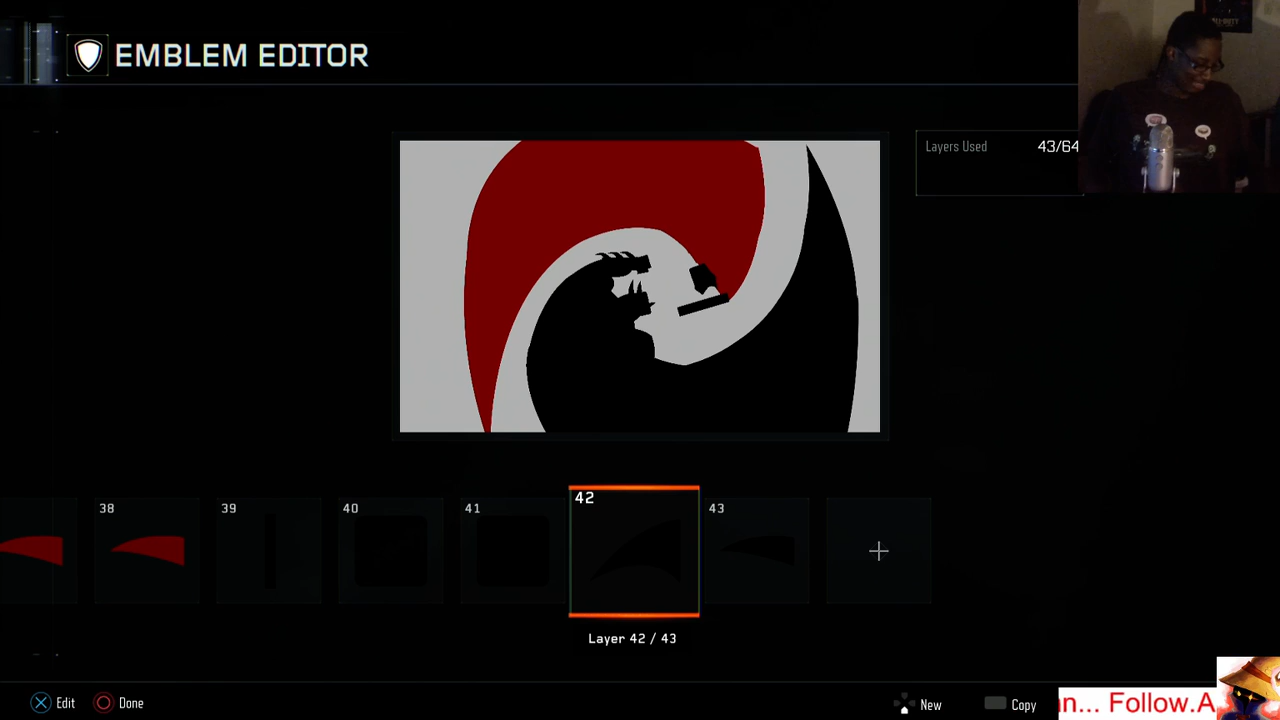 EMBLEM EDITOR
Layers Used 43/64
38 39 40 41 42 43
Layer 42 / 43
Edit Done New Copy
n... Follow.A